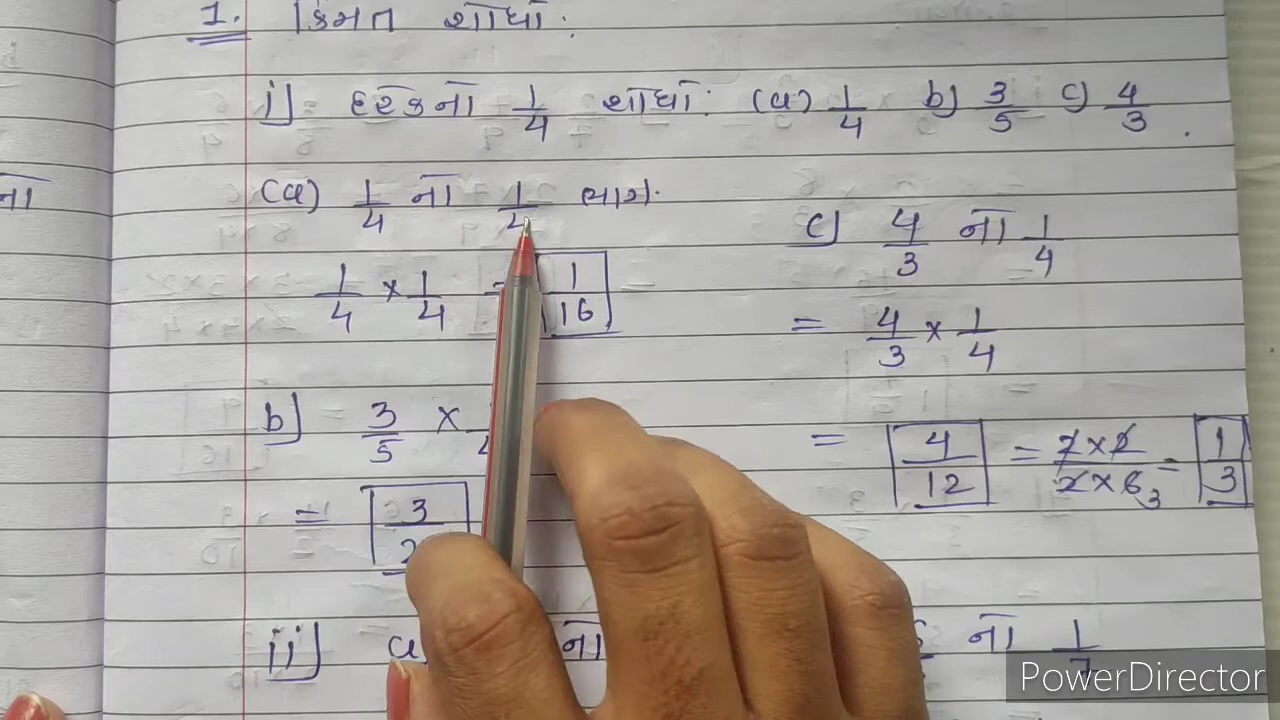 1. કિંમત શોધો.
i] દરેકના 1/4 શોધો. (a) 1/4 b] 3/5 c] 4/3.
(a) 1/4 ના 1/4 ભાગ.
1/4 × 1/4 = 1/16
b] 3/5 ×
= 3/
c] 4/3 ના 1/4
= 4/3 × 1/4
= 4/12 = 2×2/2×6 3 = 1/3
ii] a ના
ના 1/7
ના
PowerDirector